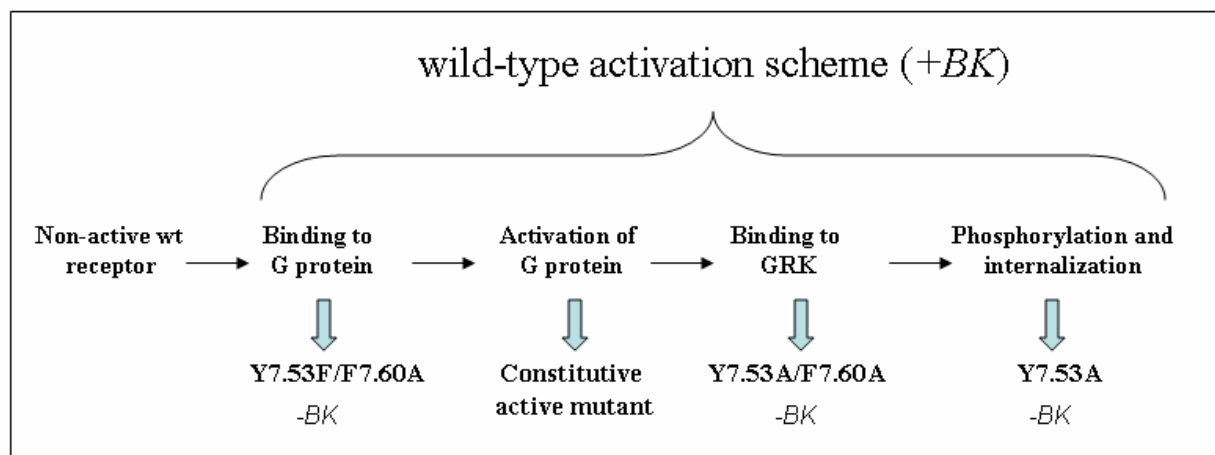 wild-type activation scheme (+BK)
Non-active wt
receptor
Binding to
G protein
Activation of
G protein
Binding to
GRK
Phosphorylation and
internalization
Y7.53F/F7.60A
-BK
Constitutive
active mutant
Y7.53A/F7.60A
-BK
Y7.53A
-BK